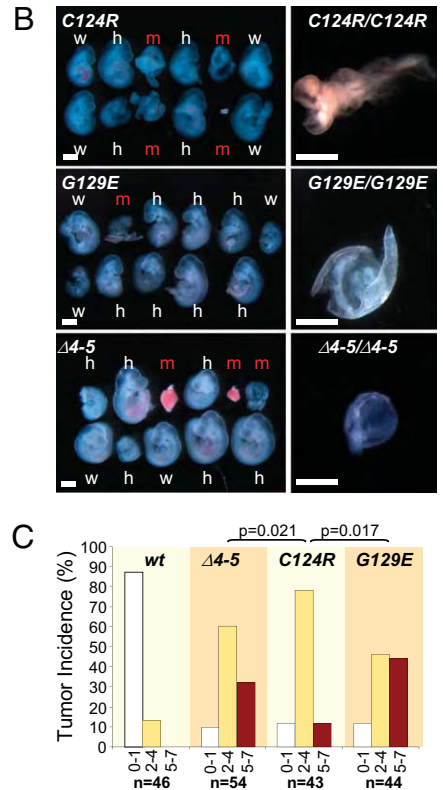 B
C124R
C124R/C124R
w h m h m w
w h m h m w
G129E
G129E/G129E
w m h h h w
w h h h h
Δ4-5
Δ4-5/Δ4-5
h h m h m m
w h w h h
C
p=0.021 p=0.017
Tumor Incidence (%)
100
90
80
70
60
50
40
30
20
10
0
wt Δ4-5 C124R G129E
0-1 2-4 5-7 0-1 2-4 5-7 0-1 2-4 5-7 0-1 2-4 5-7
n=46 n=54 n=43 n=44